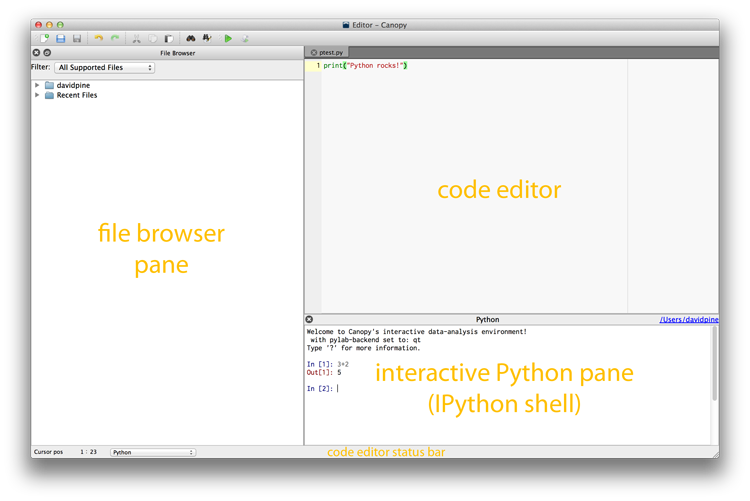 Editor – Canopy
File Browser
ptest.py
Filter: All Supported Files
1 print("Python rocks!")
davidpine
Recent Files
code editor
file browser
pane
Python
/Users/davidpine
Welcome to Canopy's interactive data-analysis environment!
with pylab-backend set to: qt
Type '?' for more information.
In [1]: 3+2
Out[1]: 5
In [2]:
interactive Python pane
(IPython shell)
Cursor pos 1 : 23 Python
code editor status bar